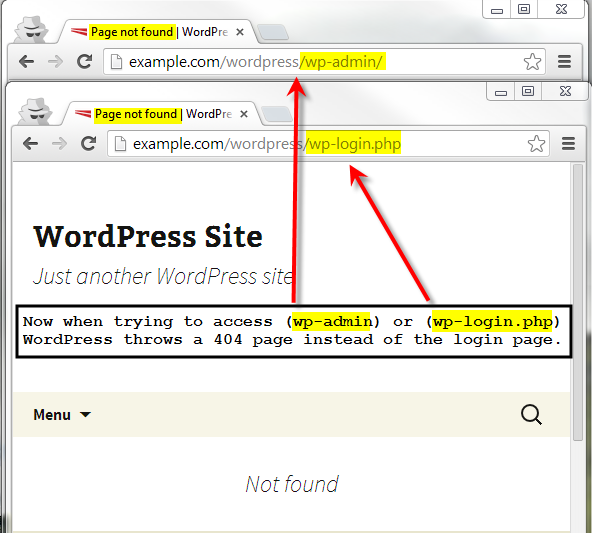 Page not found | WordPre
example.com/wordpress/wp-admin/
Page not found | WordPre
example.com/wordpress/wp-login.php
WordPress Site
Just another WordPress site
Now when trying to access (wp-admin) or (wp-login.php)
WordPress throws a 404 page instead of the login page.
Menu
Not found